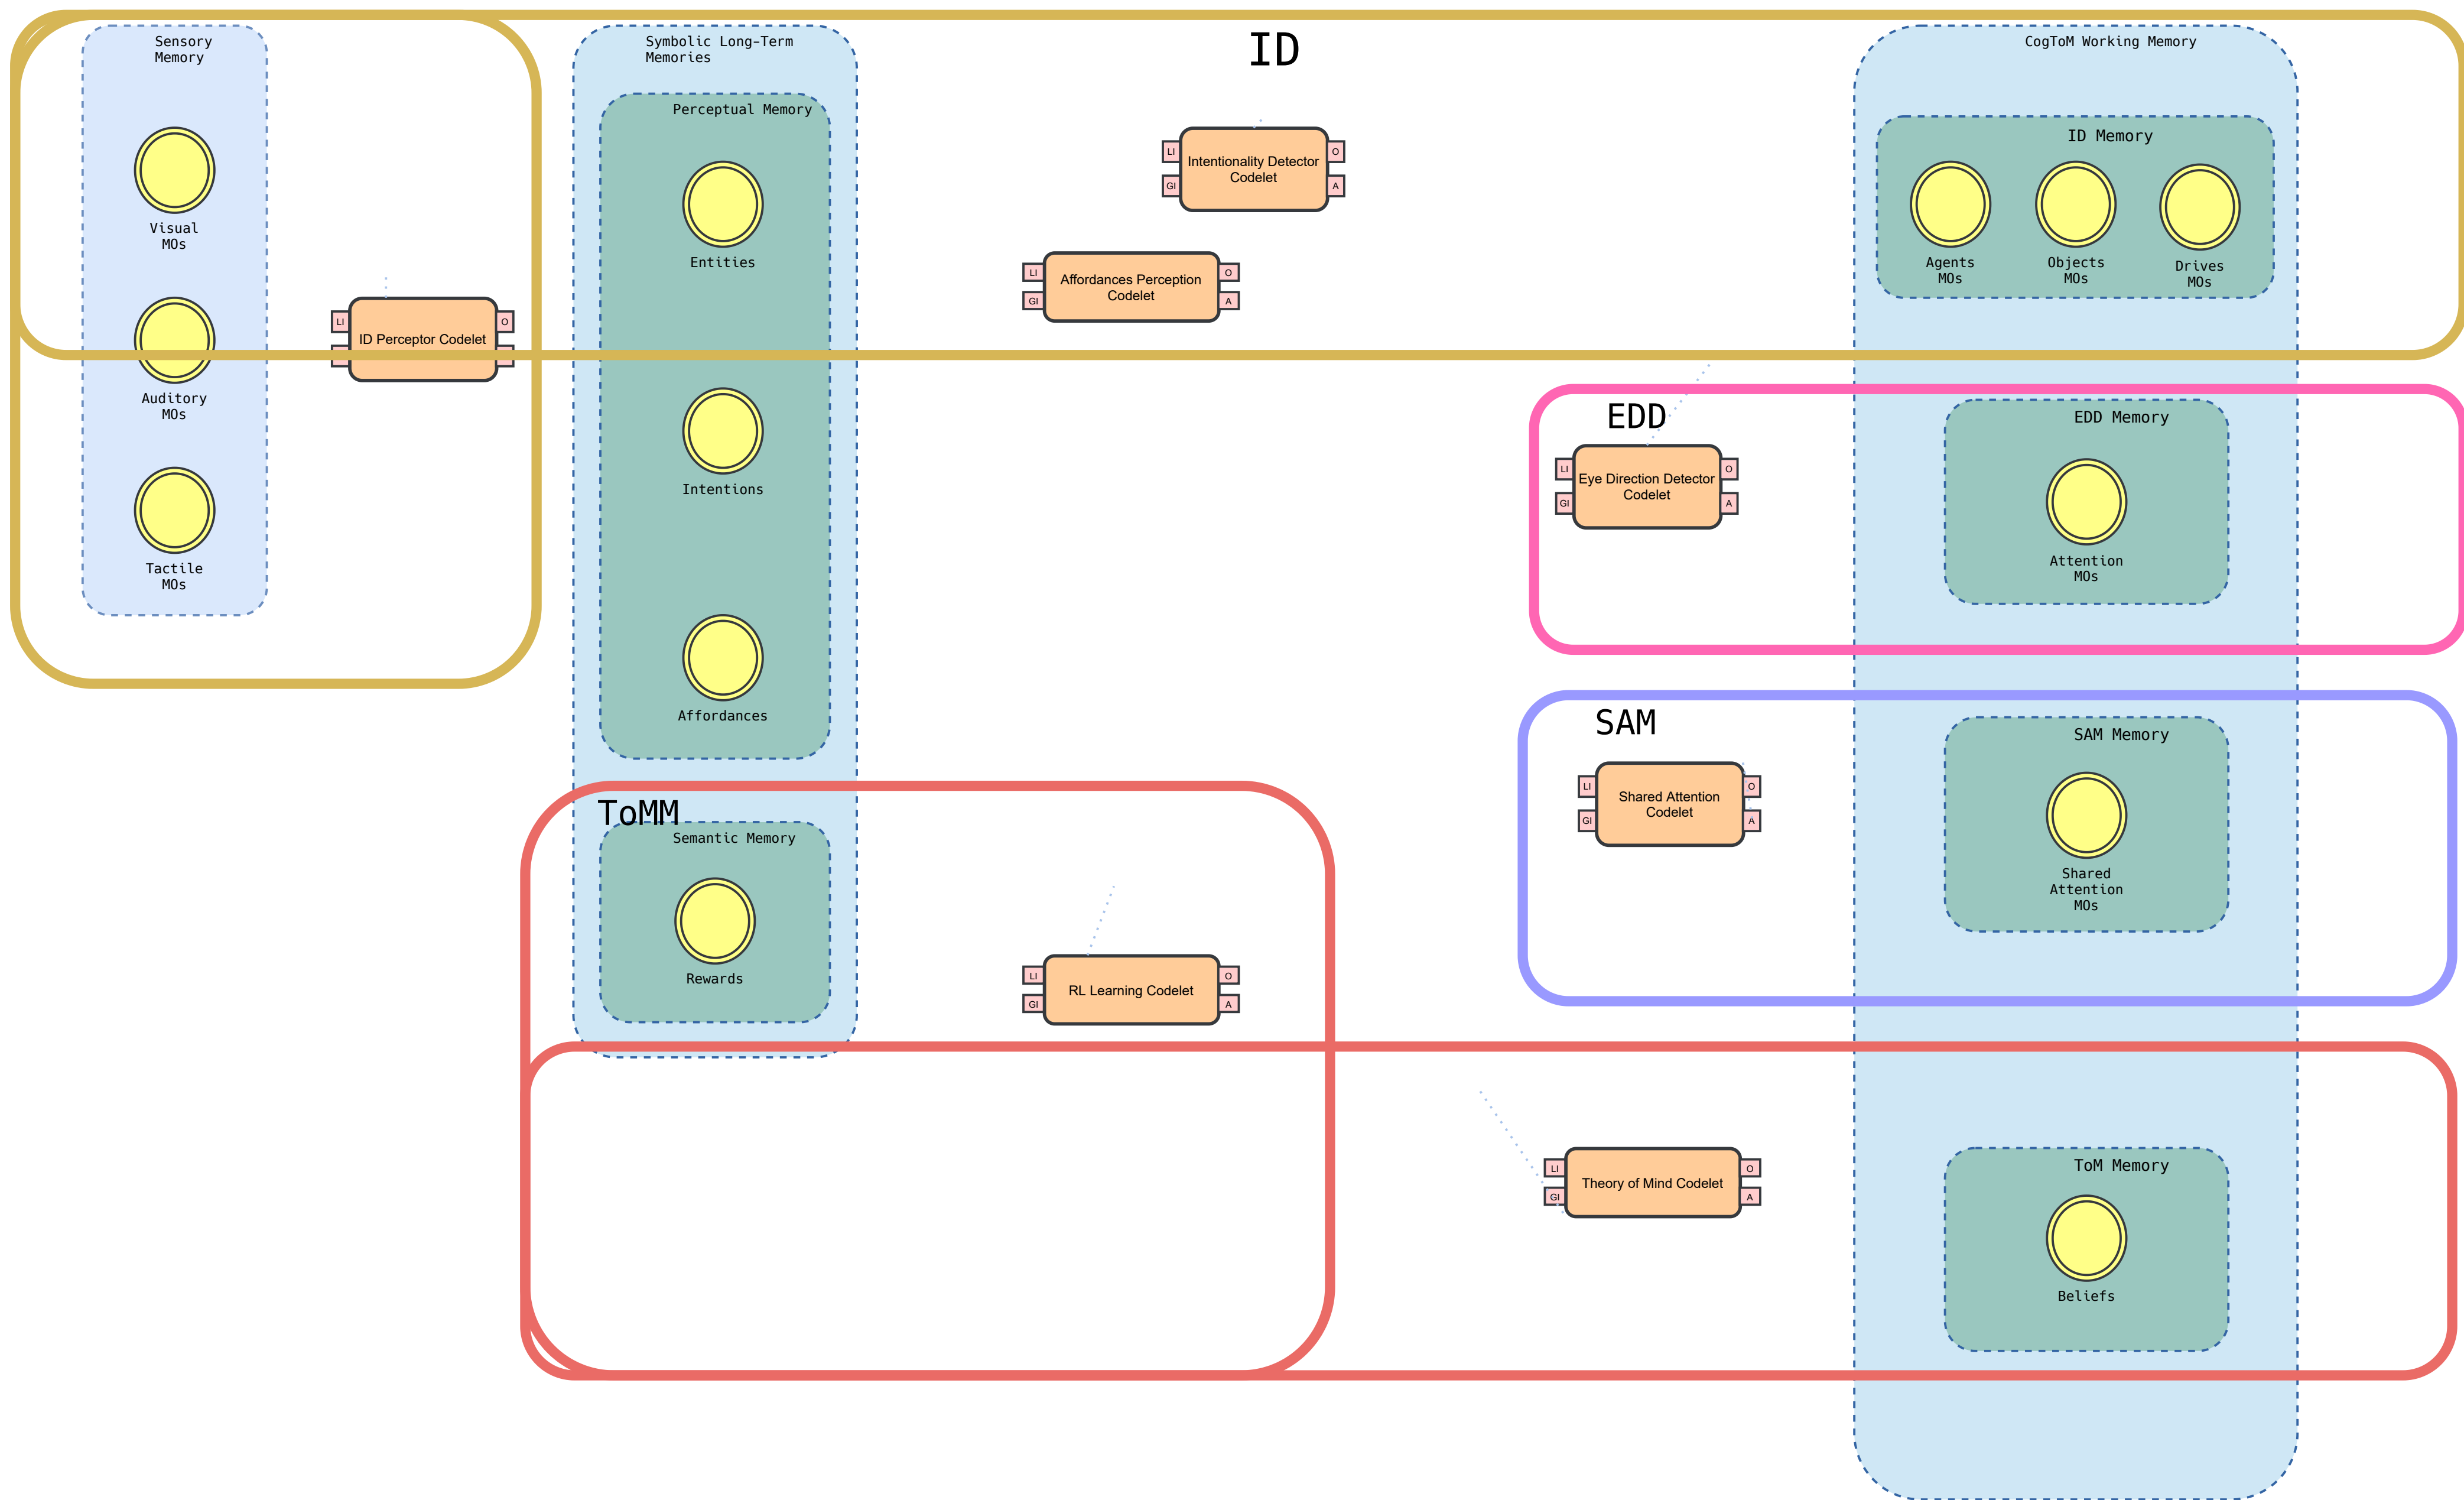 Sensory
Memory
Visual
MOs
Auditory
MOs
Tactile
MOs
LI
O
ID Perceptor Codelet
Symbolic Long-Term
Memories
Perceptual Memory
Entities
Intentions
Affordances
ToMM
Semantic Memory
Rewards
ID
LI
GI
Intentionality Detector
Codelet
O
A
LI
GI
Affordances Perception
Codelet
O
A
LI
GI
RL Learning Codelet
O
A
EDD
LI
GI
Eye Direction Detector
Codelet
O
A
SAM
LI
GI
Shared Attention
Codelet
O
A
LI
GI
Theory of Mind Codelet
O
A
CogToM Working Memory
ID Memory
Agents
MOs
Objects
MOs
Drives
MOs
EDD Memory
Attention
MOs
SAM Memory
Shared
Attention
MOs
ToM Memory
Beliefs